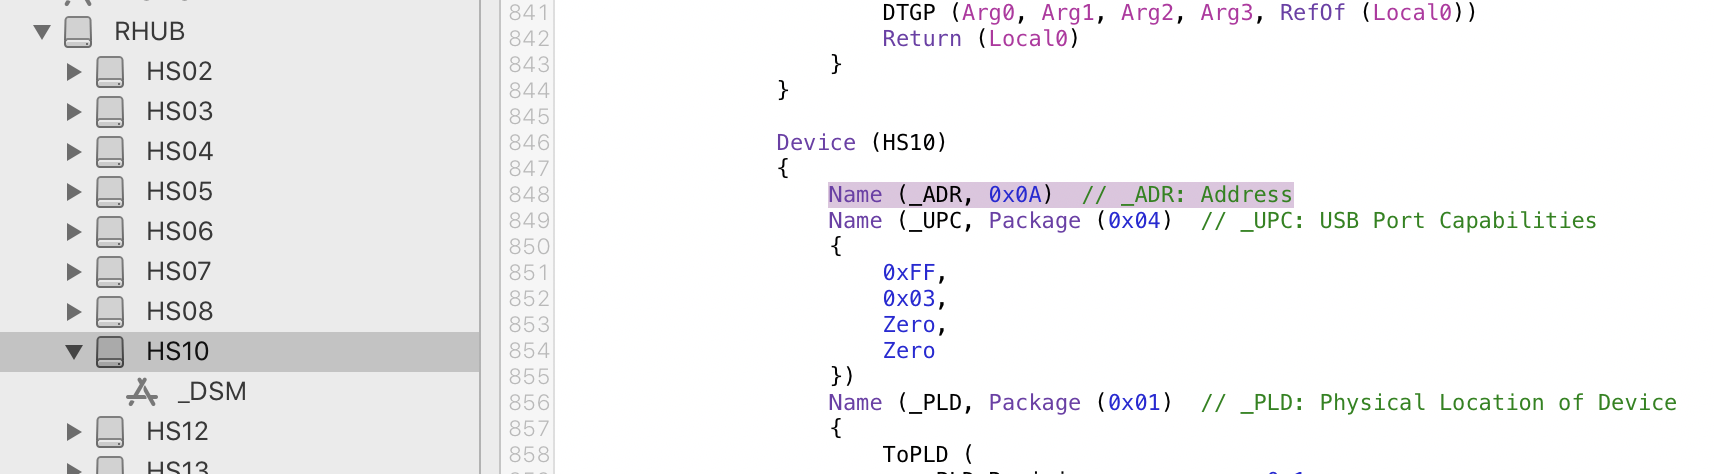 RHUB
HS02
HS03
HS04
HS05
HS06
HS07
HS08
HS10
_DSM
HS12
HS13
841 DTGP (Arg0, Arg1, Arg2, Arg3, RefOf (Local0))
842 Return (Local0)
843 }
844 }
845
846 Device (HS10)
847 {
848 Name (_ADR, 0x0A) // _ADR: Address
849 Name (_UPC, Package (0x04) // _UPC: USB Port Capabilities
850 {
851 0xFF,
852 0x03,
853 Zero,
854 Zero
855 })
856 Name (_PLD, Package (0x01) // _PLD: Physical Location of Device
857 {
858 ToPLD (